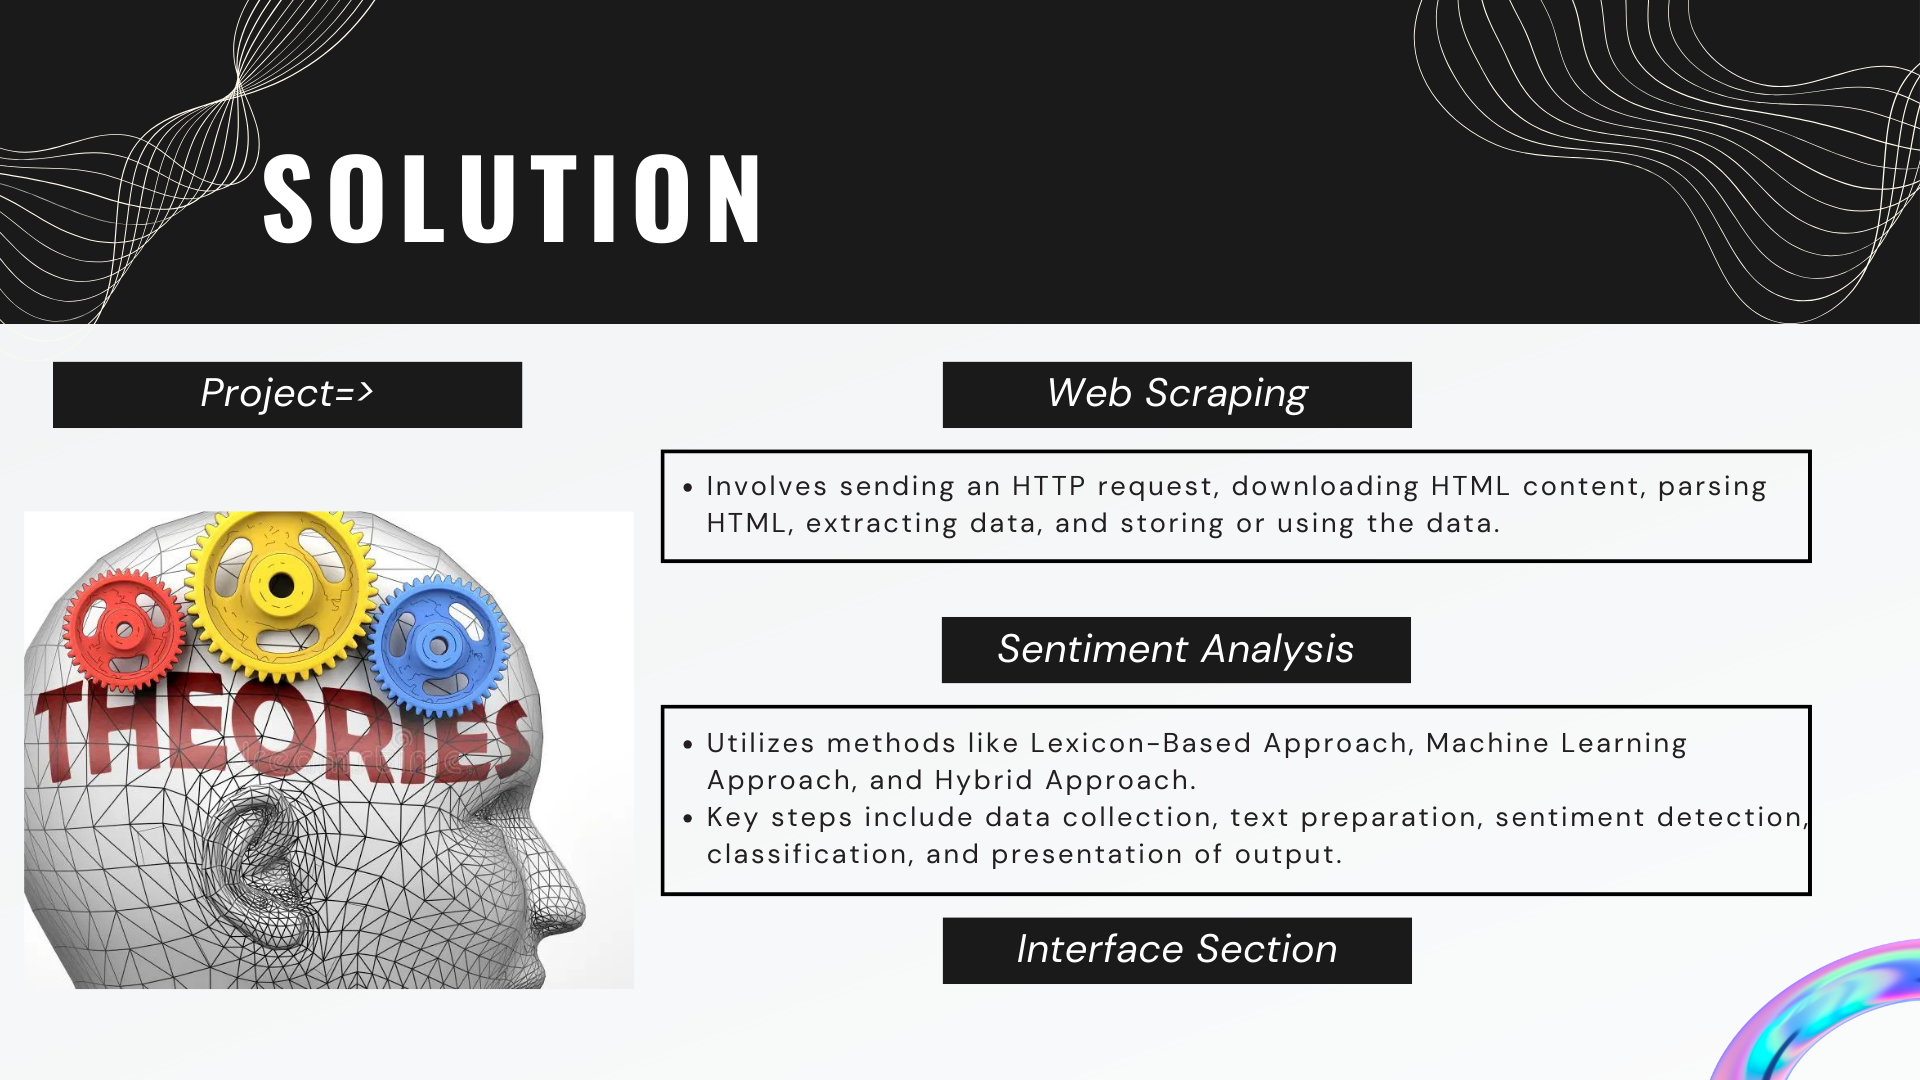 SOLUTION
Project=>
Web Scraping
• Involves sending an HTTP request, downloading HTML content, parsing
HTML, extracting data, and storing or using the data.
THEORIES
Sentiment Analysis
• Utilizes methods like Lexicon-Based Approach, Machine Learning
Approach, and Hybrid Approach.
• Key steps include data collection, text preparation, sentiment detection,
classification, and presentation of output.
Interface Section